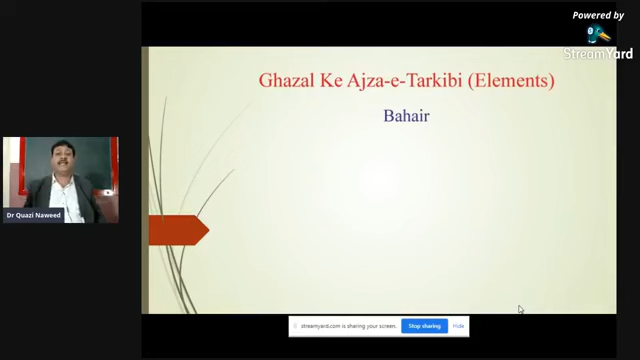 Powered by
StreamYard
Ghazal Ke Ajza-e-Tarkibi (Elements)
Bahair
Dr Quazi Naweed
streamyard.com is sharing your screen.
Stop sharing
Hide